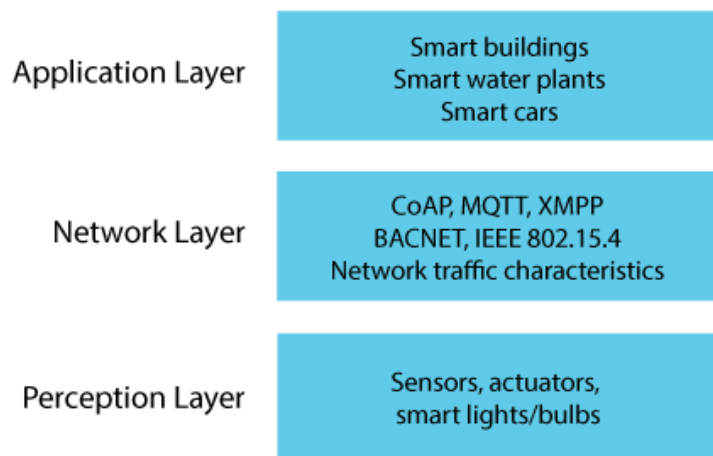 Application Layer
Smart buildings
Smart water plants
Smart cars
Network Layer
CoAP, MQTT, XMPP
BACNET, IEEE 802.15.4
Network traffic characteristics
Perception Layer
Sensors, actuators,
smart lights/bulbs